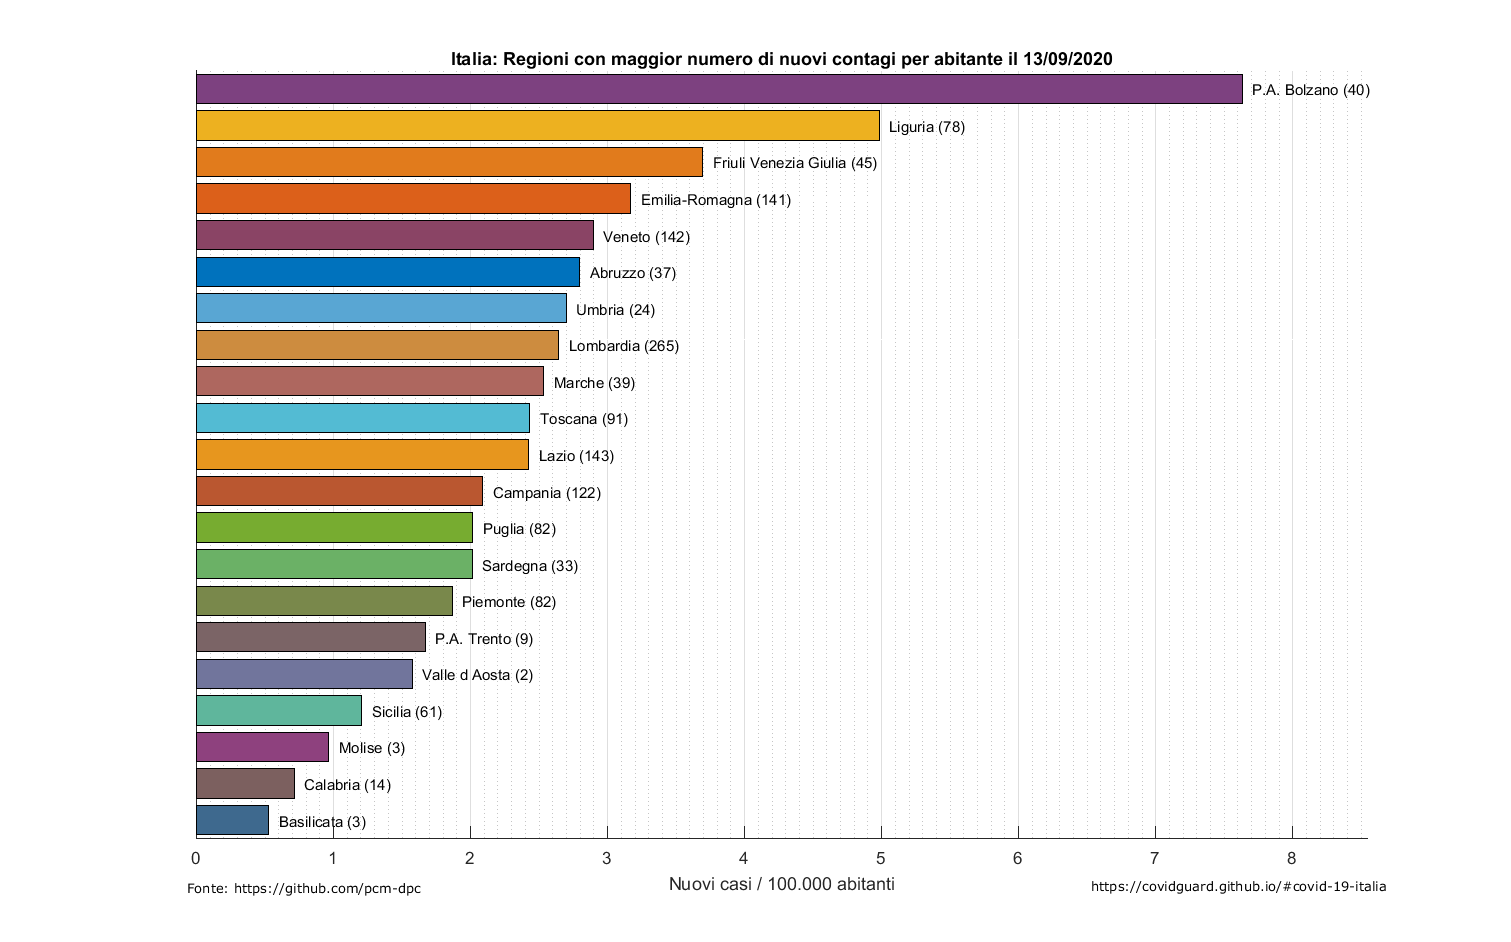 Italia: Regioni con maggior numero di nuovi contagi per abitante il 13/09/2020
P.A. Bolzano (40)
Liguria (78)
Friuli Venezia Giulia (45)
Emilia-Romagna (141)
Veneto (142)
Abruzzo (37)
Umbria (24)
Lombardia (265)
Marche (39)
Toscana (91)
Lazio (143)
Campania (122)
Puglia (82)
Sardegna (33)
Piemonte (82)
P.A. Trento (9)
Valle d Aosta (2)
Sicilia (61)
Molise (3)
Calabria (14)
Basilicata (3)
0 1 2 3 4 5 6 7 8
Nuovi casi / 100.000 abitanti
Fonte: https://github.com/pcm-dpc
https://covidguard.github.io/#covid-19-italia